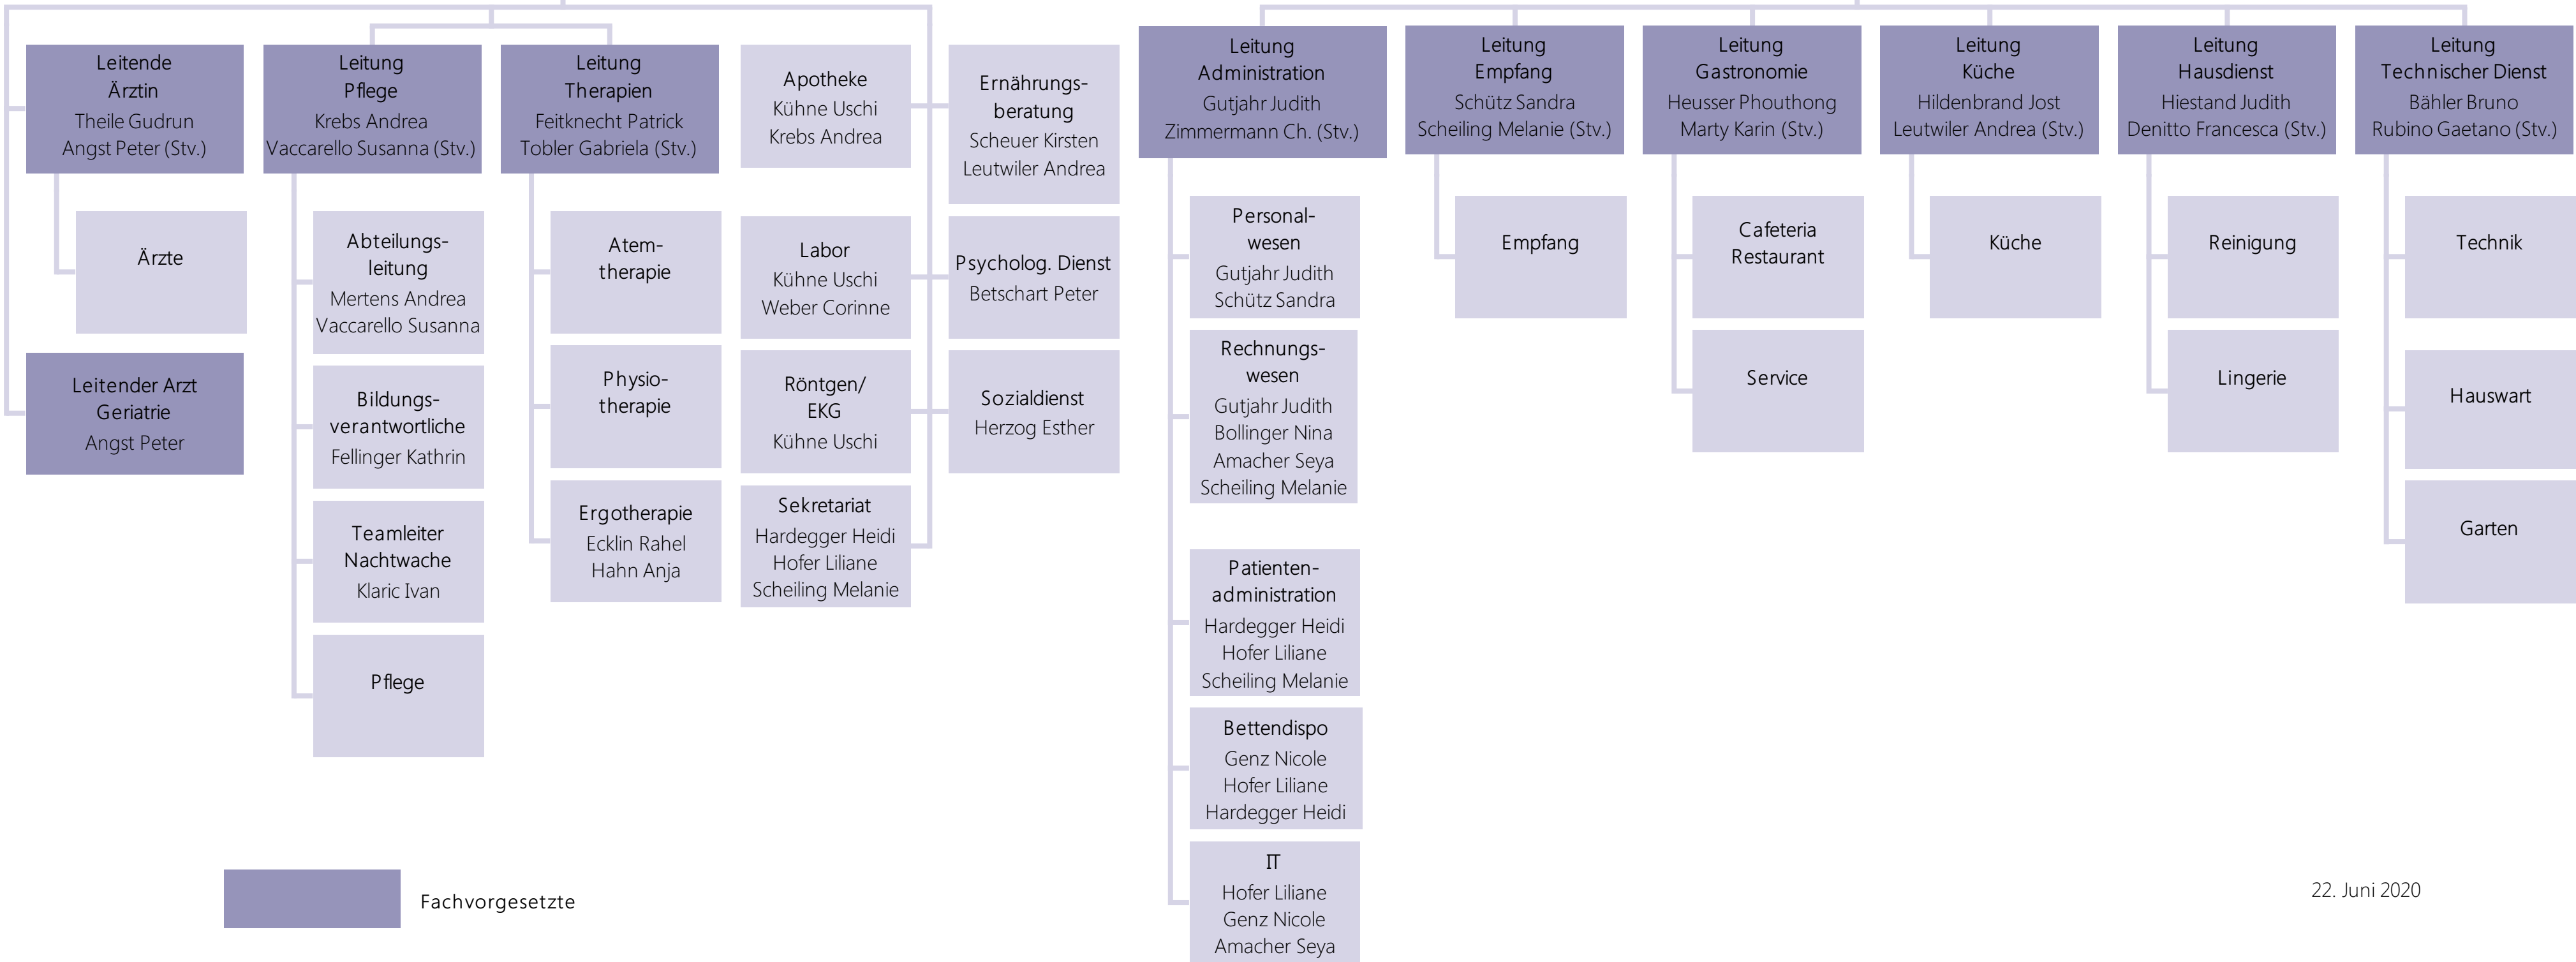 Leitende
Ärztin
Theile Gudrun
Angst Peter (Stv.)
Ärzte
Leitender Arzt
Geriatrie
Angst Peter
Leitung
Pflege
Krebs Andrea
Vaccarello Susanna (Stv.)
Abteilungs-
leitung
Mertens Andrea
Vaccarello Susanna
Bildungs-
verantwortliche
Fellinger Kathrin
Teamleiter
Nachtwache
Klaric Ivan
Pflege
Leitung
Therapien
Feitknecht Patrick
Tobler Gabriela (Stv.)
Atem-
therapie
Physio-
therapie
Ergotherapie
Ecklin Rahel
Hahn Anja
Apotheke
Kühne Uschi
Krebs Andrea
Labor
Kühne Uschi
Weber Corinne
Röntgen/
EKG
Kühne Uschi
Sekretariat
Hardegger Heidi
Hofer Liliane
Scheiling Melanie
Ernährungs-
beratung
Scheuer Kirsten
Leutwiler Andrea
Psycholog. Dienst
Betschart Peter
Sozialdienst
Herzog Esther
Leitung
Administration
Gutjahr Judith
Zimmermann Ch. (Stv.)
Personal-
wesen
Gutjahr Judith
Schütz Sandra
Rechnungs-
wesen
Gutjahr Judith
Bollinger Nina
Amacher Seya
Scheiling Melanie
Patienten-
administration
Hardegger Heidi
Hofer Liliane
Scheiling Melanie
Bettendispo
Genz Nicole
Hofer Liliane
Hardegger Heidi
IT
Hofer Liliane
Genz Nicole
Amacher Seya
Leitung
Empfang
Schütz Sandra
Scheiling Melanie (Stv.)
Empfang
Leitung
Gastronomie
Heusser Phouthong
Marty Karin (Stv.)
Cafeteria
Restaurant
Service
Leitung
Küche
Hildenbrand Jost
Leutwiler Andrea (Stv.)
Küche
Leitung
Hausdienst
Hiestand Judith
Denitto Francesca (Stv.)
Reinigung
Lingerie
Leitung
Technischer Dienst
Bähler Bruno
Rubino Gaetano (Stv.)
Technik
Hauswart
Garten
Fachvorgesetzte
22. Juni 2020